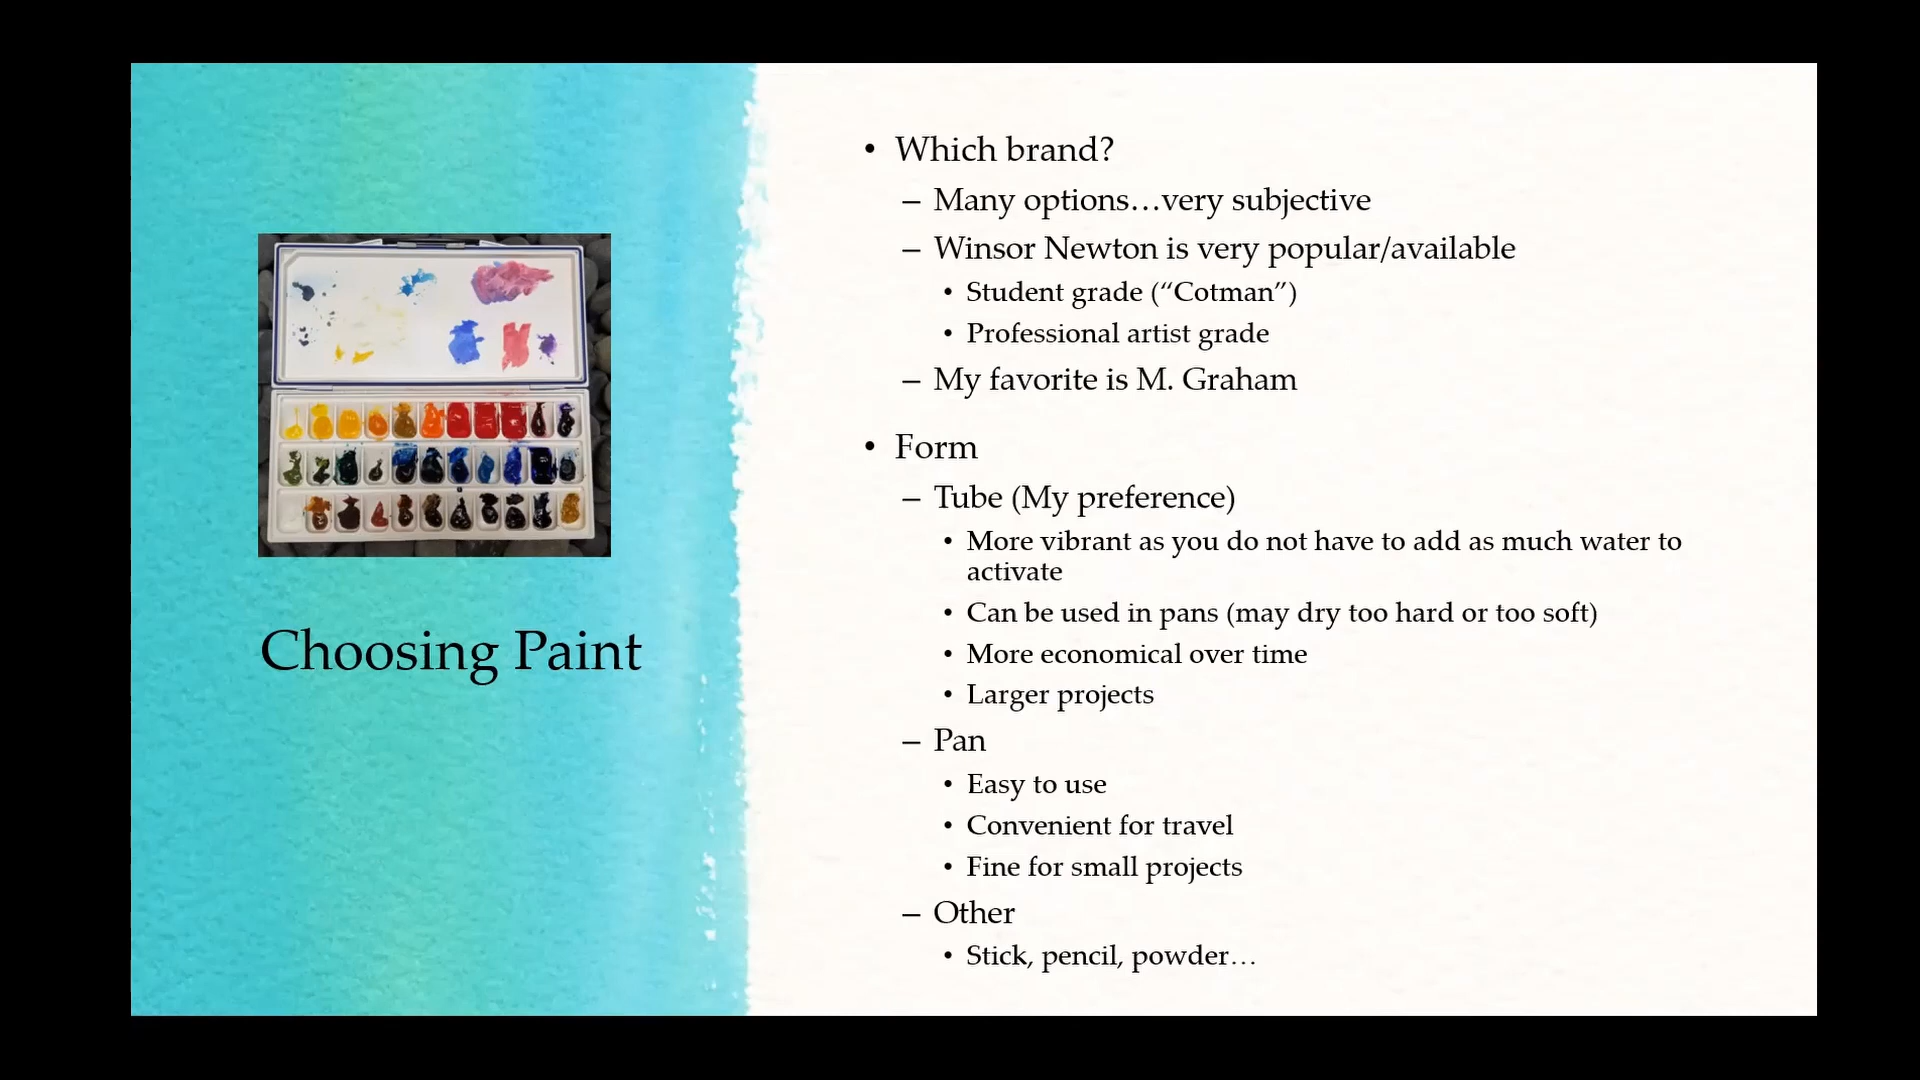 Choosing Paint
• Which brand?
– Many options…very subjective
– Winsor Newton is very popular/available
• Student grade (“Cotman”)
• Professional artist grade
– My favorite is M. Graham
• Form
– Tube (My preference)
• More vibrant as you do not have to add as much water to
activate
• Can be used in pans (may dry too hard or too soft)
• More economical over time
• Larger projects
– Pan
• Easy to use
• Convenient for travel
• Fine for small projects
– Other
• Stick, pencil, powder…